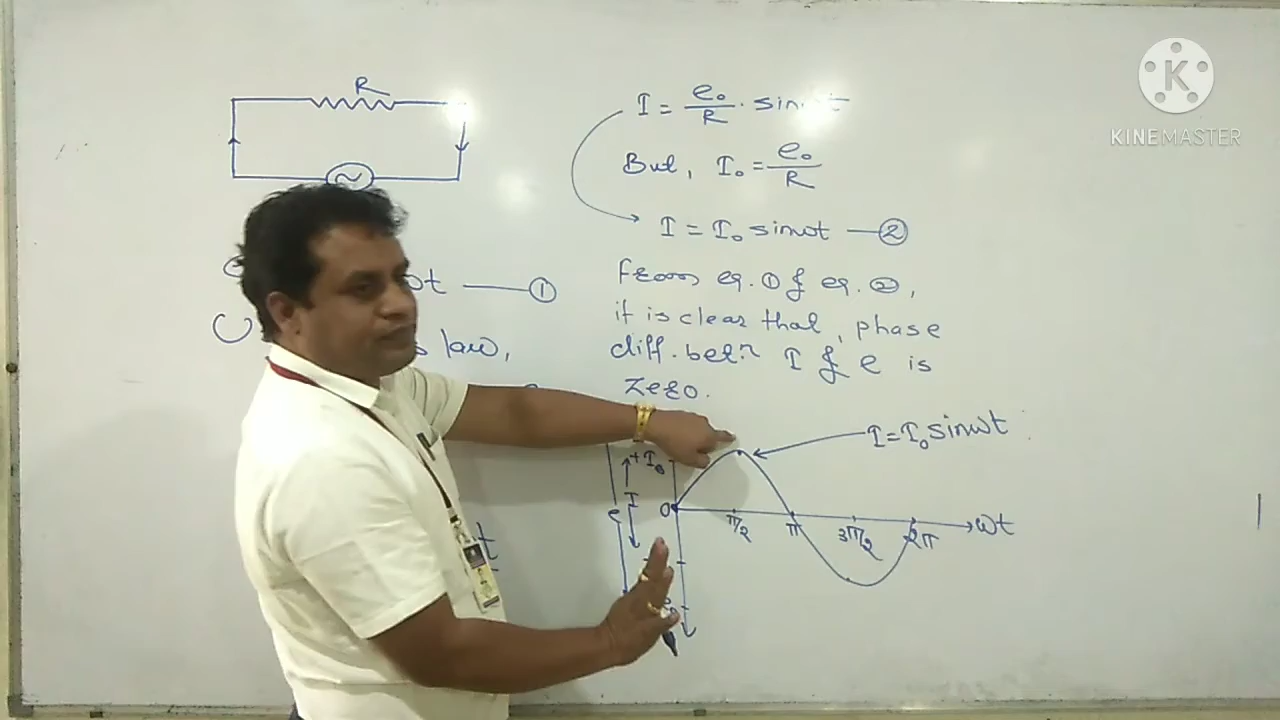 R
I = e₀/R . sin
But, I₀ = e₀/R
I = I₀ sinωt — ②
ωt — ①
From eq. ① & eq. ②,
it is clear that, phase
law,
diff. betⁿ I & e is
zero.
I = I₀ sinωt
+I₀
I
e
0
π/2
π
3π/2
2π
ωt
t
KINEMASTER